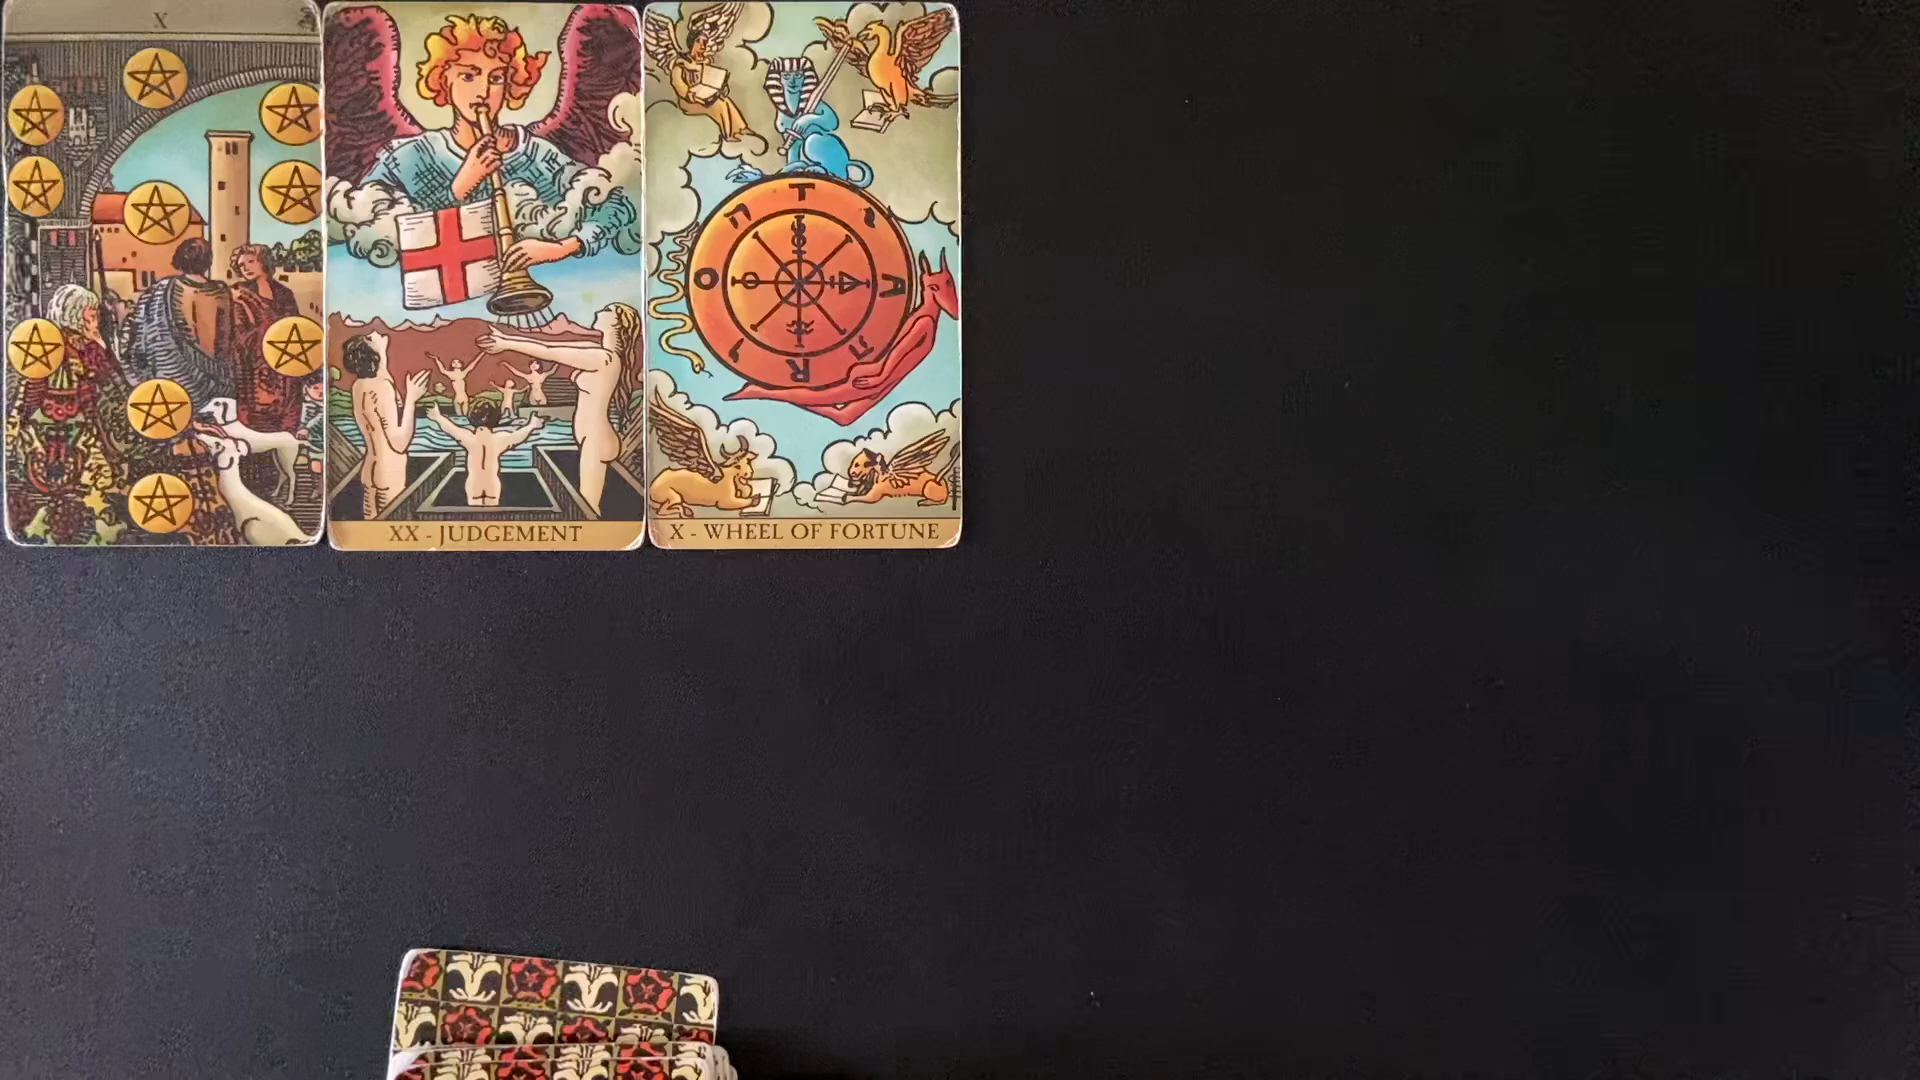 X
XX - JUDGEMENT
X - WHEEL OF FORTUNE
T
A
R
O
י
ה
ו
ה